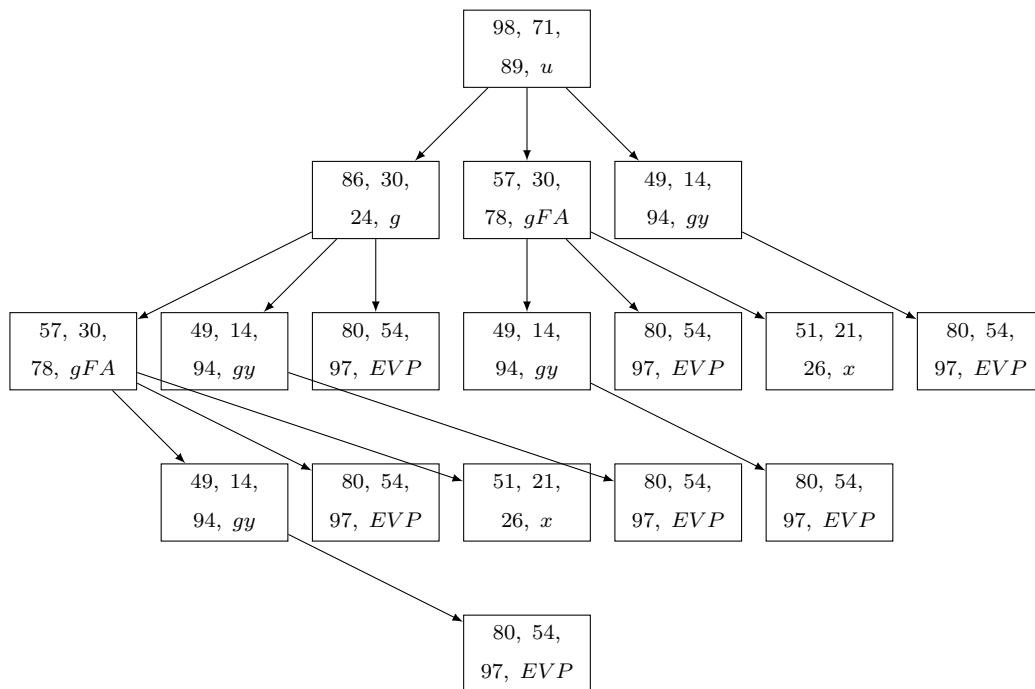 98, 71,
89, u
86, 30,
24, g
57, 30,
78, gFA
49, 14,
94, gy
57, 30,
78, gFA
49, 14,
94, gy
80, 54,
97, EVP
49, 14,
94, gy
80, 54,
97, EVP
51, 21,
26, x
80, 54,
97, EVP
49, 14,
94, gy
80, 54,
97, EVP
51, 21,
26, x
80, 54,
97, EVP
80, 54,
97, EVP
80, 54,
97, EVP